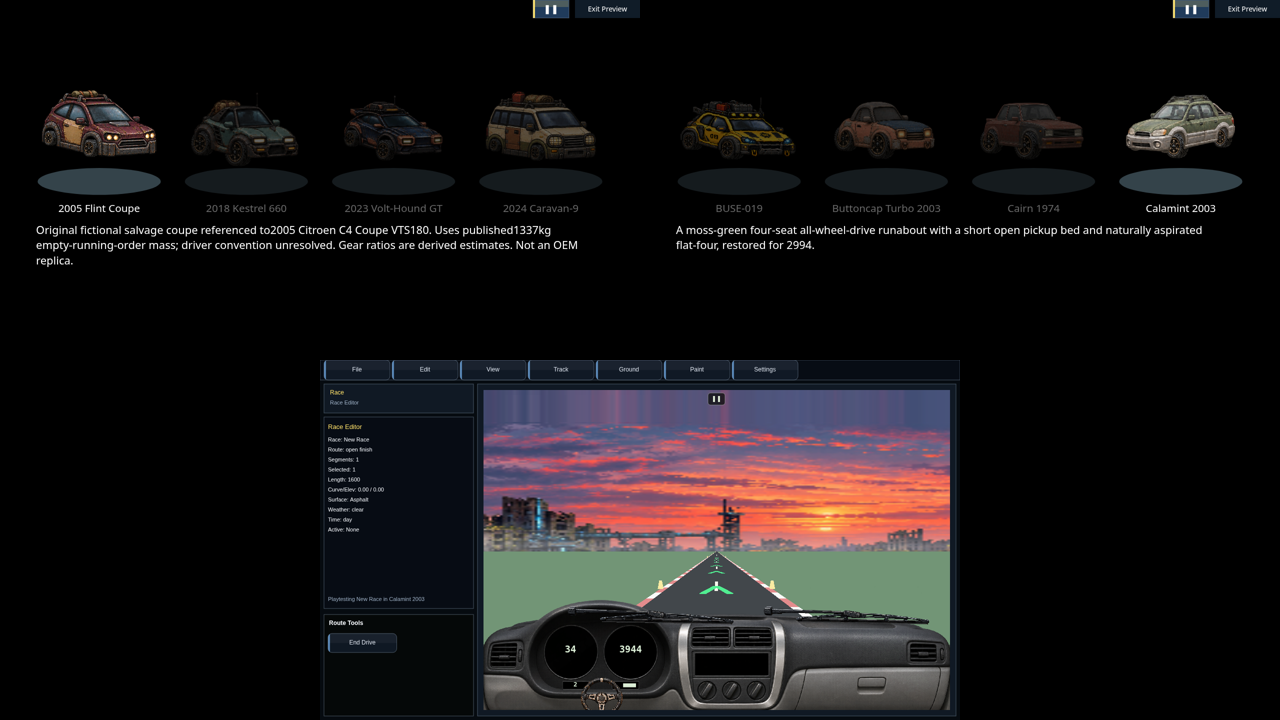 Exit Preview
Exit Preview
2005 Flint Coupe
2018 Kestrel 660
2023 Volt-Hound GT
2024 Caravan-9
Original fictional salvage coupe referenced to2005 Citroen C4 Coupe VTS180. Uses published1337kg
empty-running-order mass; driver convention unresolved. Gear ratios are derived estimates. Not an OEM
replica.
BUSE-019
Buttoncap Turbo 2003
Cairn 1974
Calamint 2003
A moss-green four-seat all-wheel-drive runabout with a short open pickup bed and naturally aspirated
flat-four, restored for 2994.
File
Edit
View
Track
Ground
Paint
Settings
Race
Race Editor
Race Editor
Race: New Race
Route: open finish
Segments: 1
Selected: 1
Length: 1600
Curve/Elev: 0.00 / 0.00
Surface: Asphalt
Weather: clear
Time: day
Active: None
Playtesting New Race in Calamint 2003
Route Tools
End Drive
34
3944
2